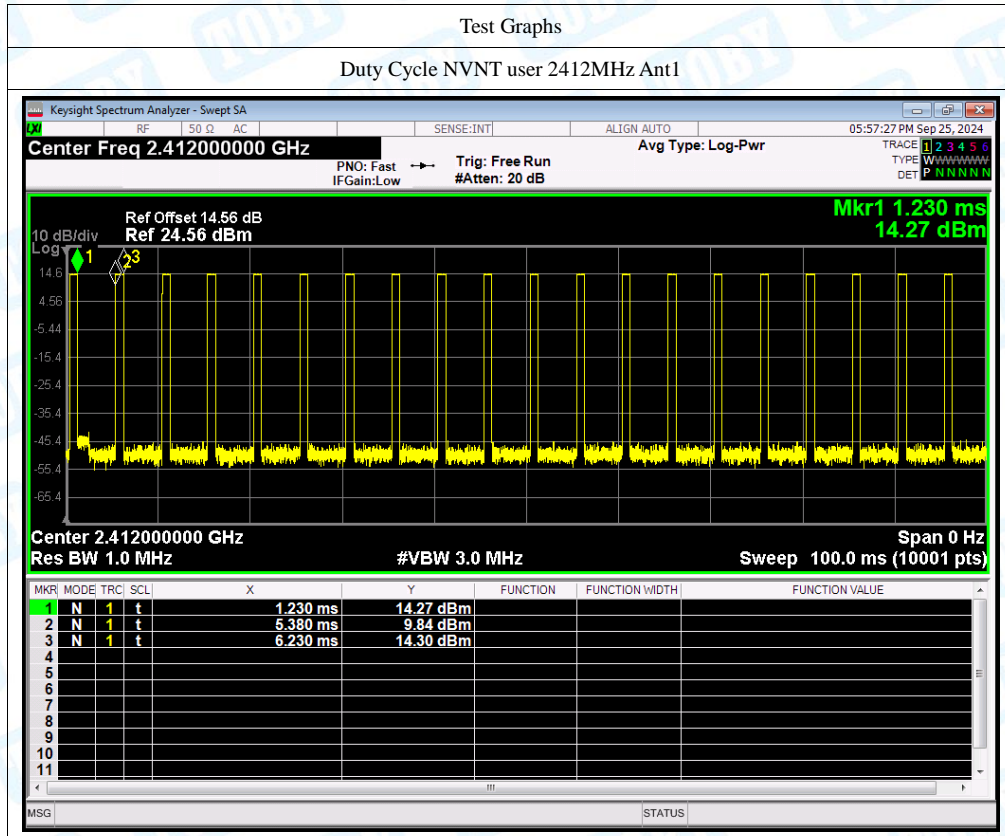 Test Graphs
Duty Cycle NVNT user 2412MHz Ant1
Keysight Spectrum Analyzer - Swept SA
LXI RF 50 Ω AC SENSE:INT ALIGN AUTO 05:57:27 PM Sep 25, 2024
Center Freq 2.412000000 GHz Avg Type: Log-Pwr TRACE 1 2 3 4 5 6
PNO: Fast Trig: Free Run TYPE WWWWWW
IFGain:Low #Atten: 20 dB DET P N N N N N
Mkr1 1.230 ms
14.27 dBm
Ref Offset 14.56 dB
10 dB/div Ref 24.56 dBm
Log
1 2 3
14.6
4.56
-5.44
-15.4
-25.4
-35.4
-45.4
-55.4
-65.4
Center 2.412000000 GHz Span 0 Hz
Res BW 1.0 MHz #VBW 3.0 MHz Sweep 100.0 ms (10001 pts)
MKR MODE TRC SCL X Y FUNCTION FUNCTION WIDTH FUNCTION VALUE
1 N 1 t 1.230 ms 14.27 dBm
2 N 1 t 5.380 ms 9.84 dBm
3 N 1 t 6.230 ms 14.30 dBm
4
5
6
7
8
9
10
11
MSG STATUS
TOBY